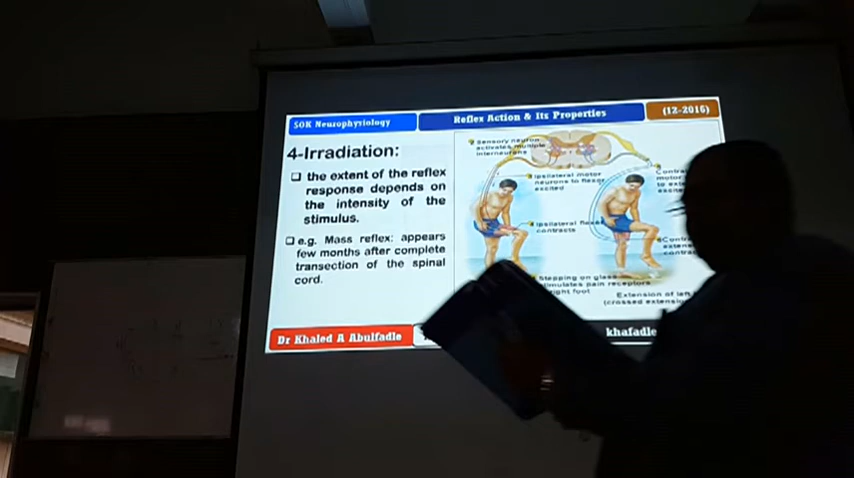 SOK Neurophysiology
Reflex Action & Its Properties
(12-2016)
4-Irradiation:
the extent of the reflex
response depends on
the intensity of the
stimulus.
e.g. Mass reflex: appears
few months after complete
transection of the spinal
cord.
Sensory neuron
activates multiple
interneurons
Ipsilateral motor
neurons to flexor
excited
Ipsilateral flexor
contracts
Stepping on glass
stimulates pain receptors
right foot
Extension of
(crossed
Dr Khaled A Abulfadle